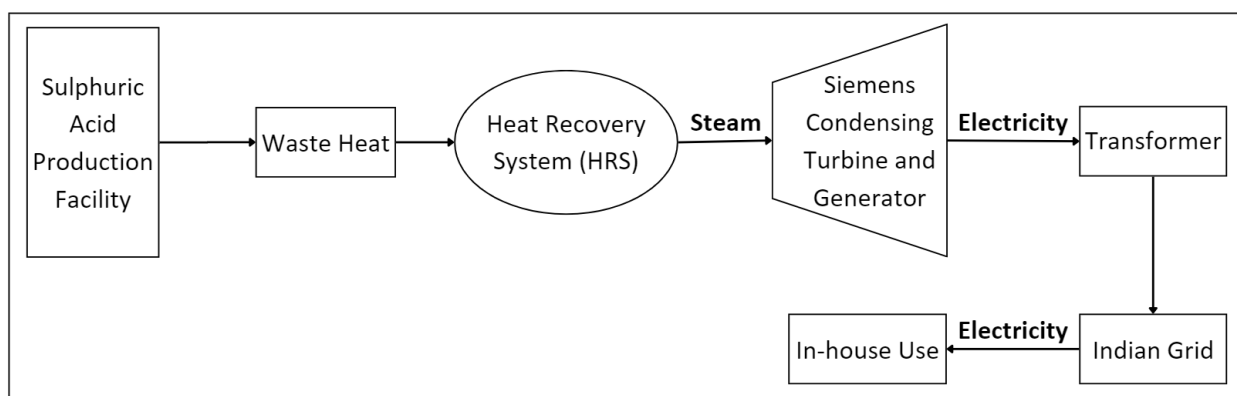 Sulphuric
Acid
Production
Facility
Waste Heat
Heat Recovery
System (HRS)
Steam
Siemens
Condensing
Turbine and
Generator
Electricity
Transformer
Indian Grid
Electricity
In-house Use